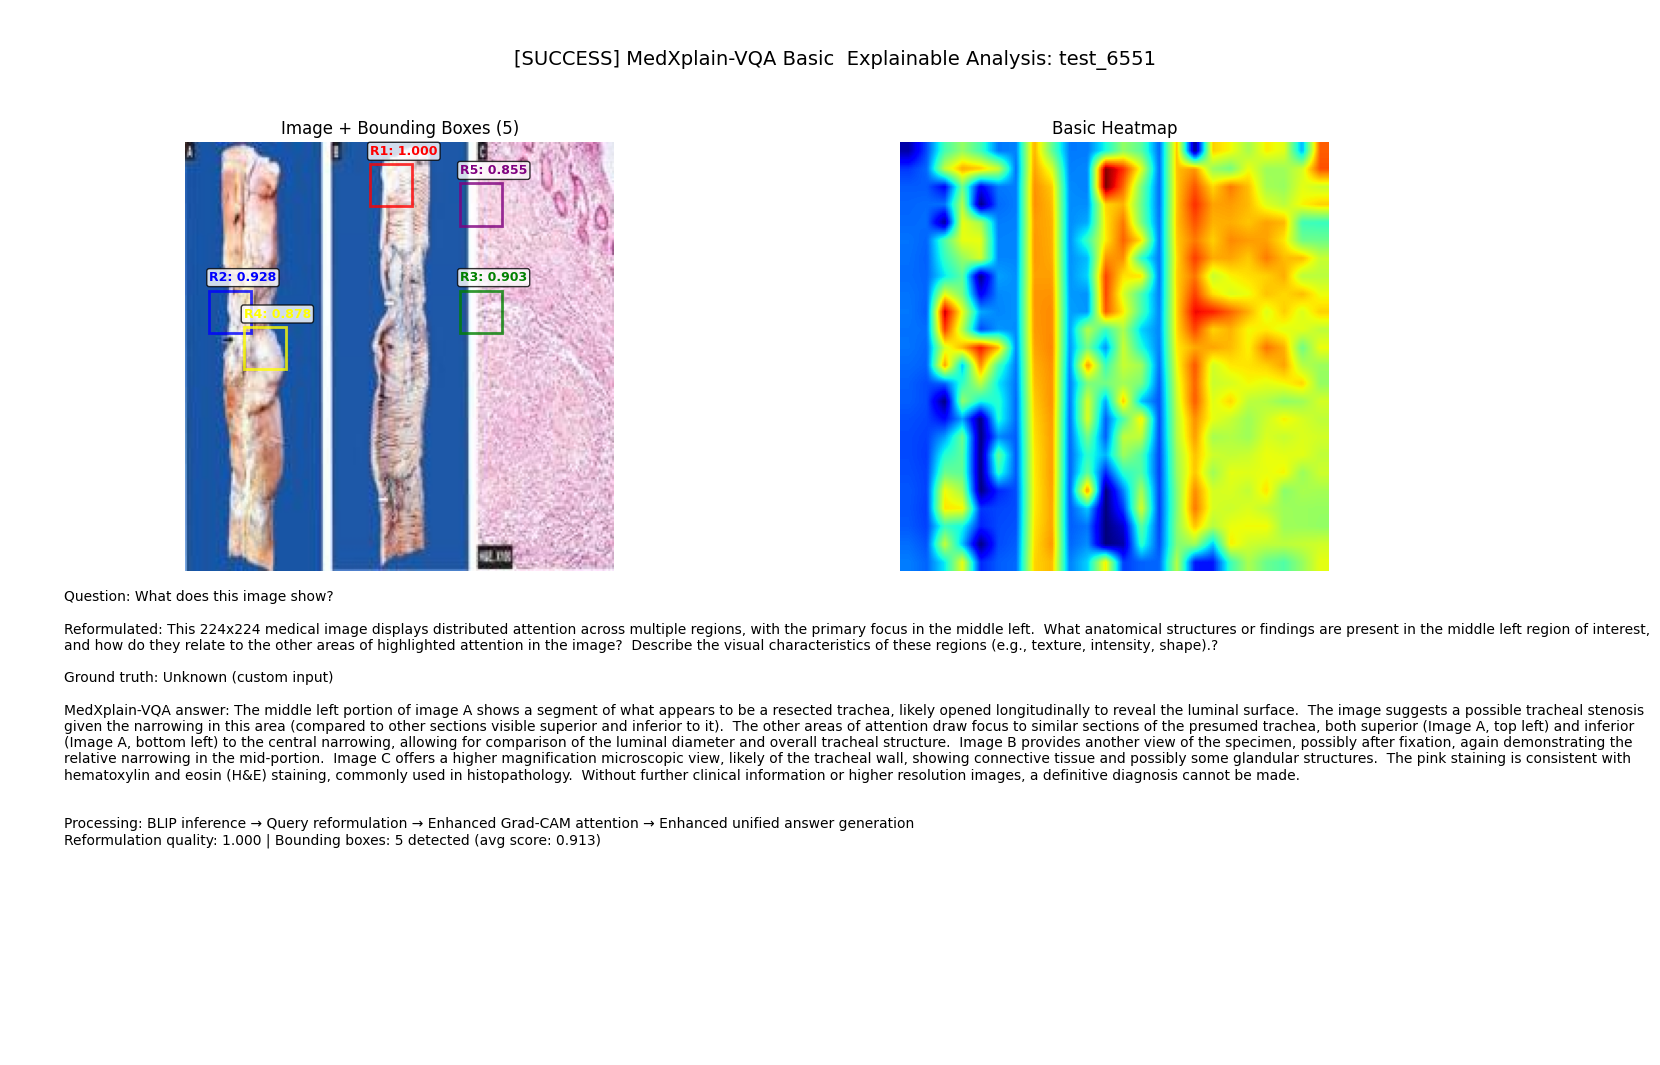 [SUCCESS] MedXplain-VQA Basic  Explainable Analysis: test_6551
Image + Bounding Boxes (5)
Basic Heatmap
A
B
C
R1: 1.000
R5: 0.855
R2: 0.928
R3: 0.903
R4: 0.878
H&E, X100
Question: What does this image show?
Reformulated: This 224x224 medical image displays distributed attention across multiple regions, with the primary focus in the middle left.  What anatomical structures or findings are present in the middle left region of interest,
and how do they relate to the other areas of highlighted attention in the image?  Describe the visual characteristics of these regions (e.g., texture, intensity, shape).?
Ground truth: Unknown (custom input)
MedXplain-VQA answer: The middle left portion of image A shows a segment of what appears to be a resected trachea, likely opened longitudinally to reveal the luminal surface.  The image suggests a possible tracheal stenosis
given the narrowing in this area (compared to other sections visible superior and inferior to it).  The other areas of attention draw focus to similar sections of the presumed trachea, both superior (Image A, top left) and inferior
(Image A, bottom left) to the central narrowing, allowing for comparison of the luminal diameter and overall tracheal structure.  Image B provides another view of the specimen, possibly after fixation, again demonstrating the
relative narrowing in the mid-portion.  Image C offers a higher magnification microscopic view, likely of the tracheal wall, showing connective tissue and possibly some glandular structures.  The pink staining is consistent with
hematoxylin and eosin (H&E) staining, commonly used in histopathology.  Without further clinical information or higher resolution images, a definitive diagnosis cannot be made.
Processing: BLIP inference → Query reformulation → Enhanced Grad-CAM attention → Enhanced unified answer generation
Reformulation quality: 1.000 | Bounding boxes: 5 detected (avg score: 0.913)